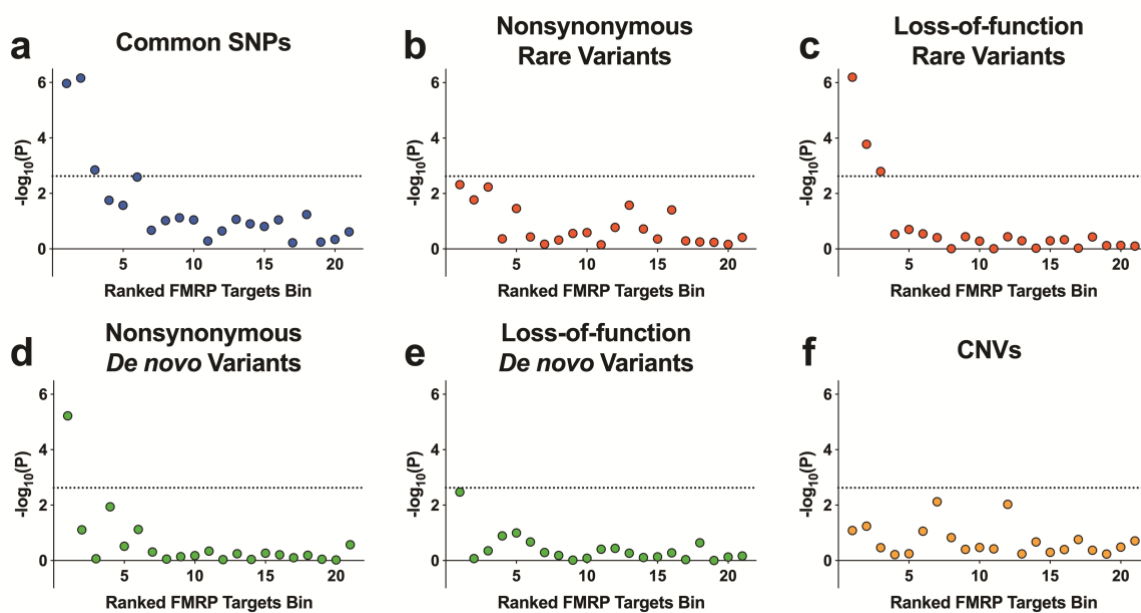 a
Common SNPs
6
4
2
0
-log10(P)
5
10
15
20
Ranked FMRP Targets Bin
b
Nonsynonymous
Rare Variants
6
4
2
0
-log10(P)
5
10
15
20
Ranked FMRP Targets Bin
c
Loss-of-function
Rare Variants
6
4
2
0
-log10(P)
5
10
15
20
Ranked FMRP Targets Bin
d
Nonsynonymous
De novo Variants
6
4
2
0
-log10(P)
5
10
15
20
Ranked FMRP Targets Bin
e
Loss-of-function
De novo Variants
6
4
2
0
-log10(P)
5
10
15
20
Ranked FMRP Targets Bin
f
CNVs
6
4
2
0
-log10(P)
5
10
15
20
Ranked FMRP Targets Bin